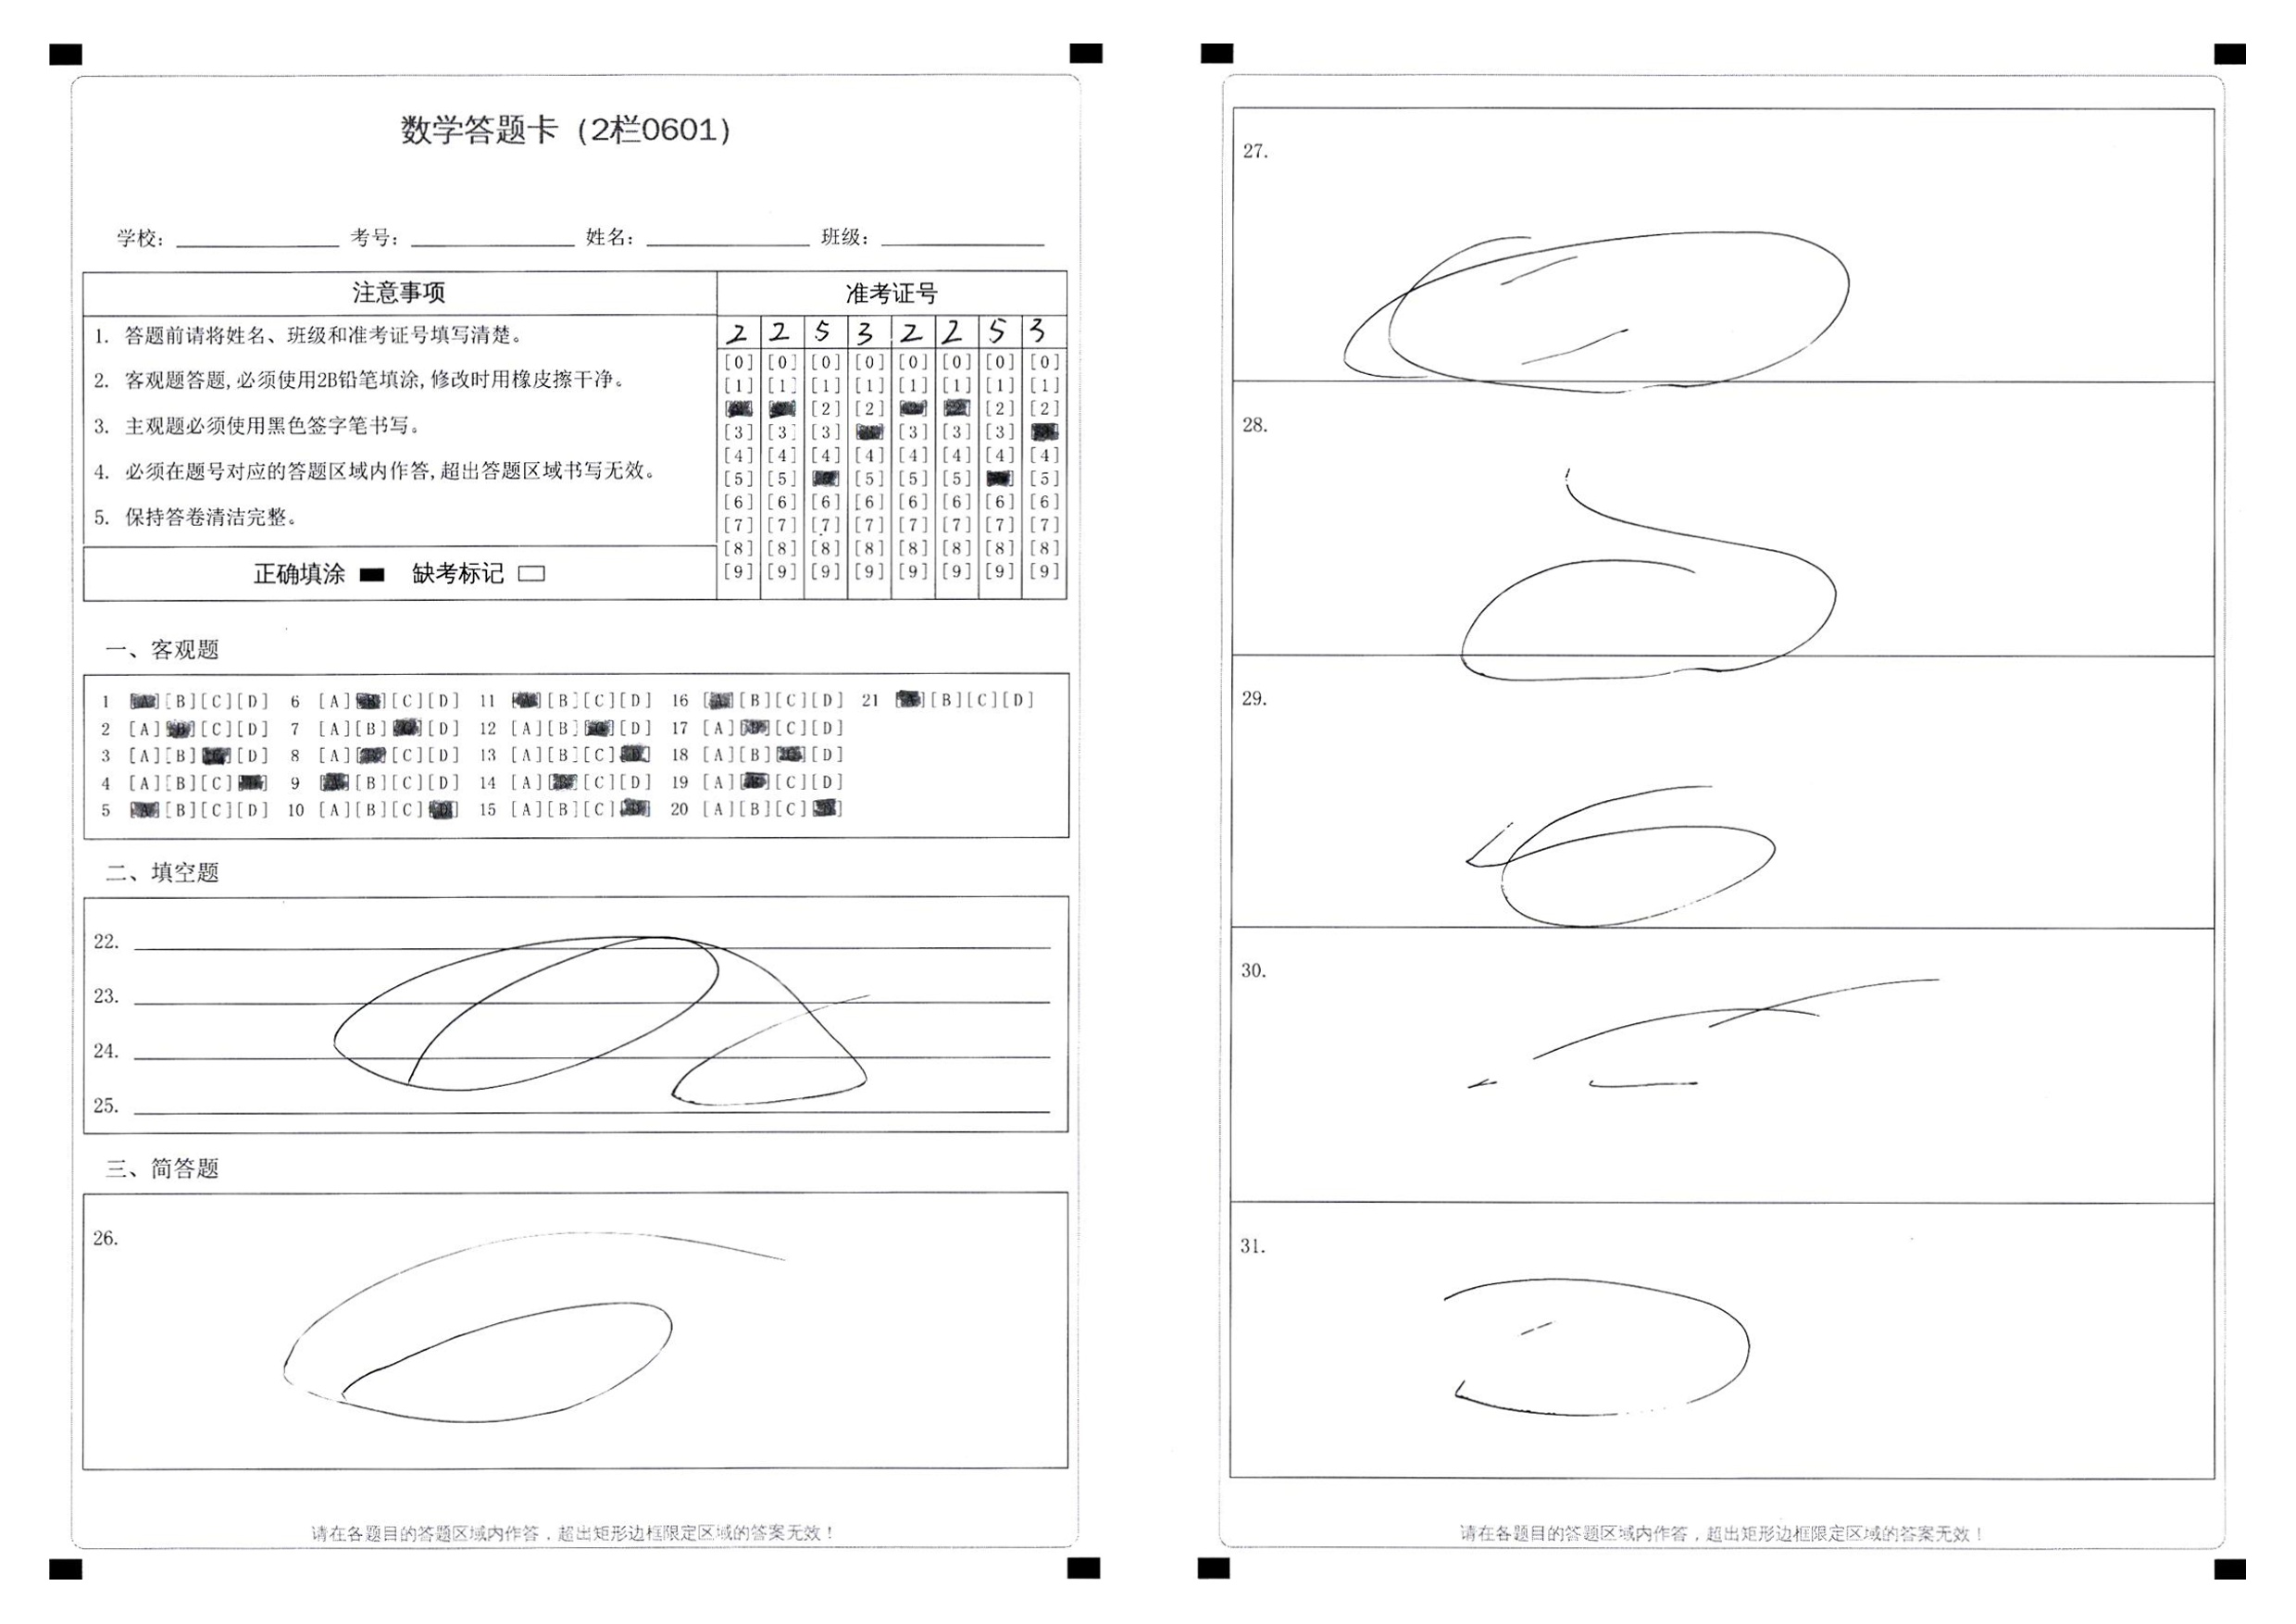 数学答题卡（2栏0601）
学校: 考号: 姓名: 班级:
注意事项
1. 答题前请将姓名、班级和准考证号填写清楚。
2. 客观题答题,必须使用2B铅笔填涂,修改时用橡皮擦干净。
3. 主观题必须使用黑色签字笔书写。
4. 必须在题号对应的答题区域内作答,超出答题区域书写无效。
5. 保持答卷清洁完整。
正确填涂 缺考标记
准考证号
2 2 5 3 2 2 5 3
[0] [0] [0] [0] [0] [0] [0] [0]
[1] [1] [1] [1] [1] [1] [1] [1]
[2] [2] [2] [2]
[3] [3] [3] [3] [3] [3]
[4] [4] [4] [4] [4] [4] [4] [4]
[5] [5] [5] [5] [5] [5]
[6] [6] [6] [6] [6] [6] [6] [6]
[7] [7] [7] [7] [7] [7] [7] [7]
[8] [8] [8] [8] [8] [8] [8] [8]
[9] [9] [9] [9] [9] [9] [9] [9]
一、客观题
1 [B][C][D] 6 [A] [C][D] 11 [B][C][D] 16 [B][C][D] 21 [B][C][D]
2 [A] [C][D] 7 [A][B] [D] 12 [A][B] [D] 17 [A] [C][D]
3 [A][B] [D] 8 [A] [C][D] 13 [A][B][C] 18 [A][B] [D]
4 [A][B][C] 9 [B][C][D] 14 [A] [C][D] 19 [A] [C][D]
5 [B][C][D] 10 [A][B][C] 15 [A][B][C] 20 [A][B][C]
二、填空题
22.
23.
24.
25.
三、简答题
26.
请在各题目的答题区域内作答，超出矩形边框限定区域的答案无效！
27.
28.
29.
30.
31.
请在各题目的答题区域内作答，超出矩形边框限定区域的答案无效！